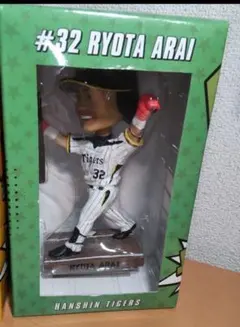 #32 RYOTA ARAI
Tigers
32
RYOTA ARAI
HANSHIN TIGERS